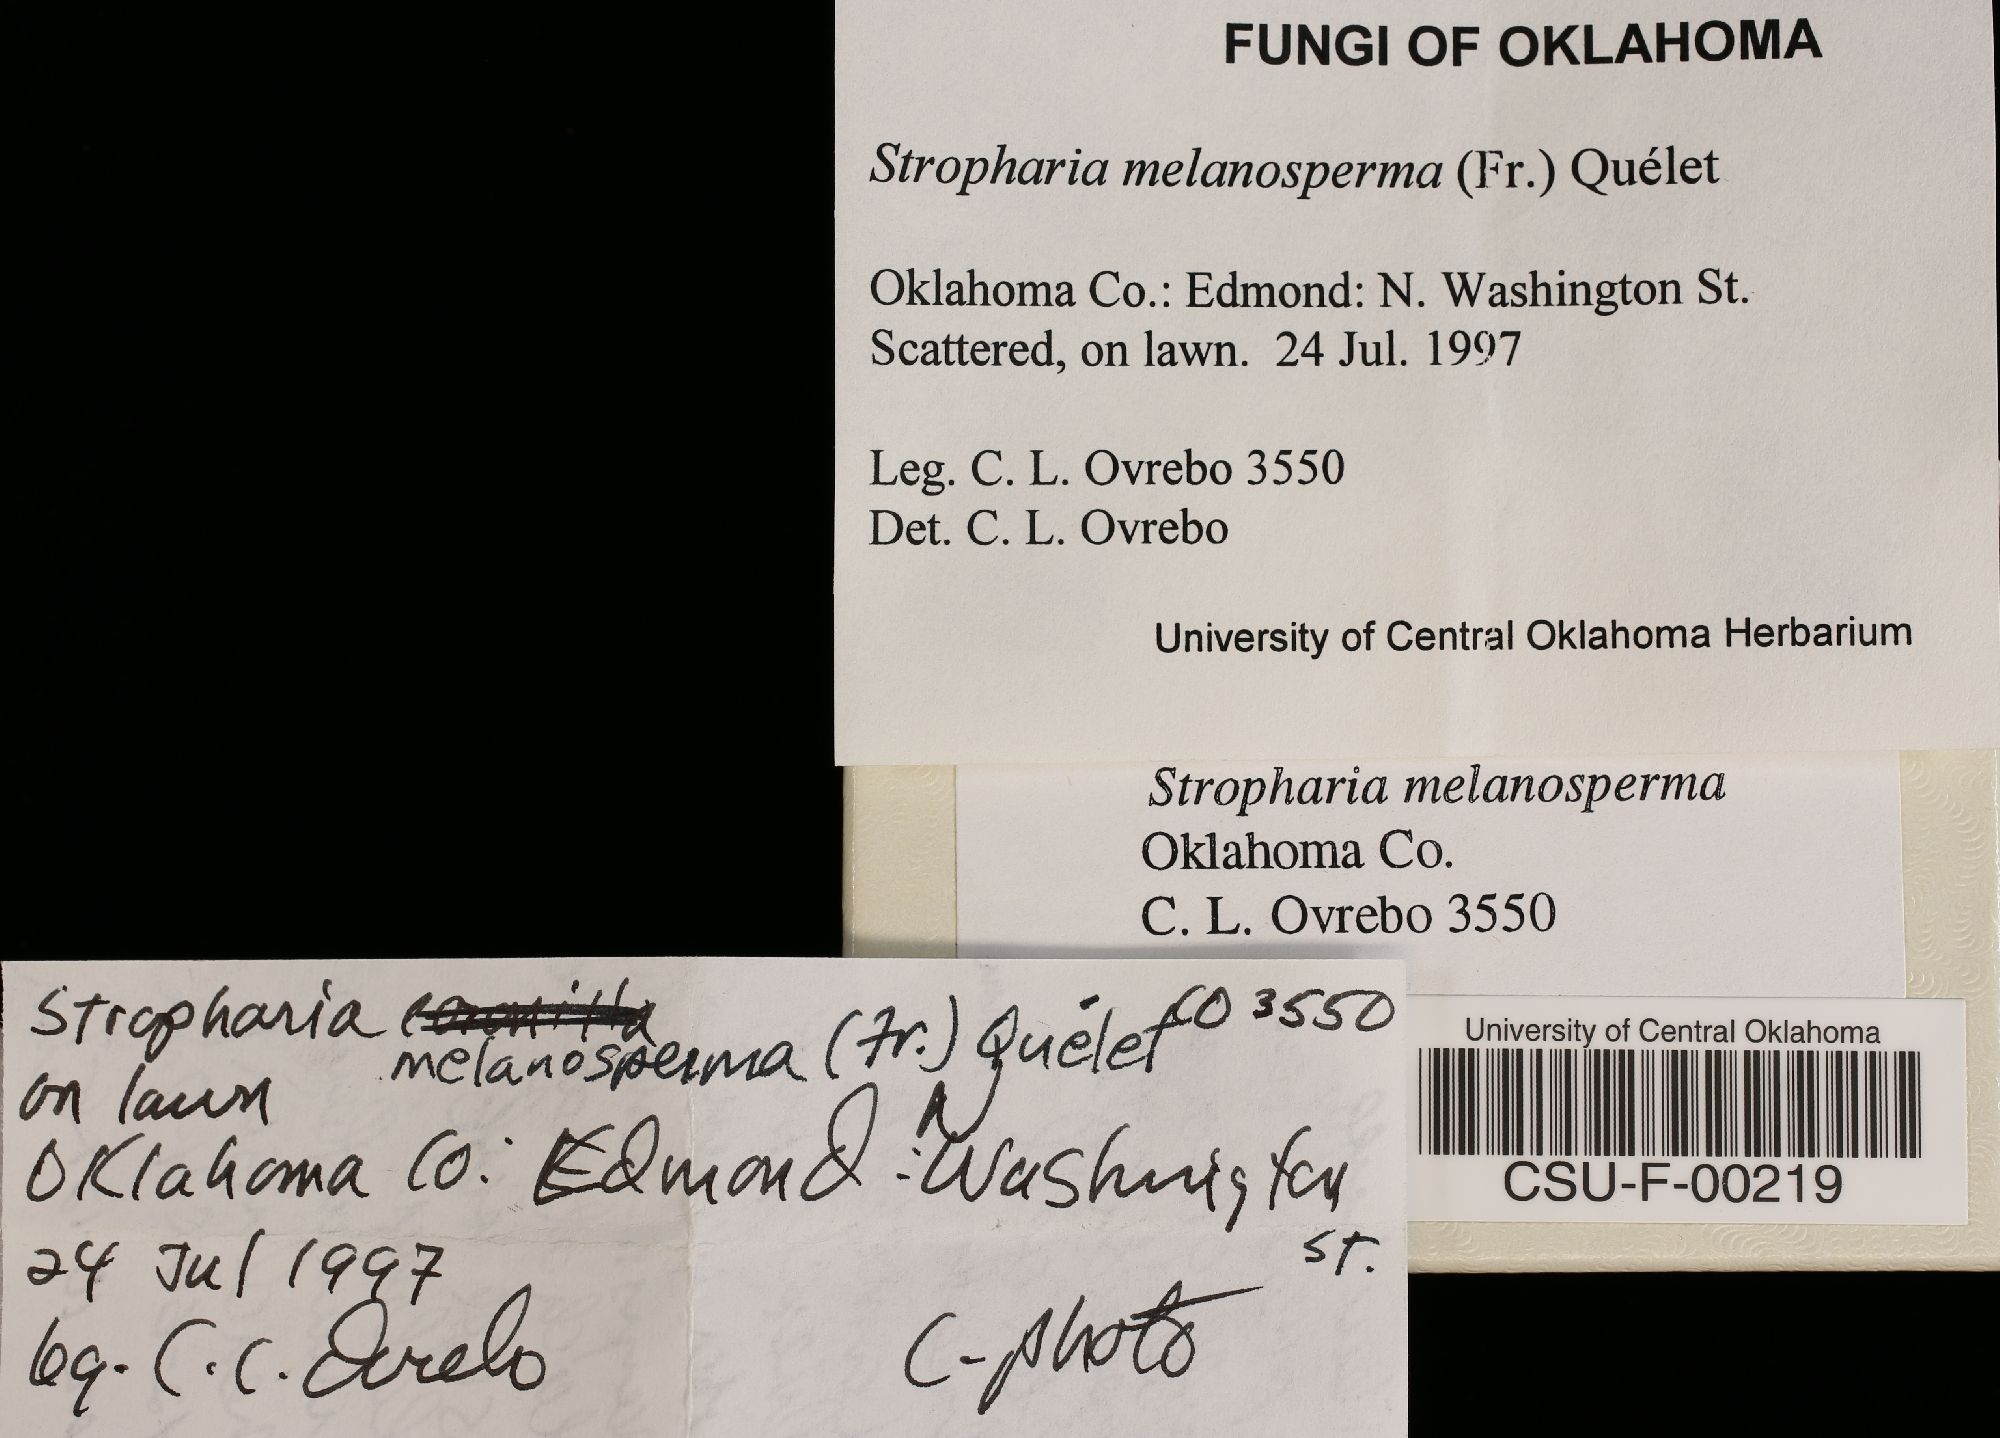 FUNGI OF OKLAHOMA
Stropharia melanosperma (Fr.) Quélet
Oklahoma Co.: Edmond: N. Washington St.
Scattered, on lawn. 24 Jul. 1997
Leg. C. L. Ovrebo 3550
Det. C. L. Ovrebo
University of Central Oklahoma Herbarium
Stropharia melanosperma
Oklahoma Co.
C. L. Ovrebo 3550
Stropharia coronilla CO 3550
melanosperma (Fr.) Quélet
on lawn
Oklahoma Co: Edmond: N Washington
St.
24 Jul 1997
leg. C. L. Ovrebo C-photo
University of Central Oklahoma
CSU-F-00219